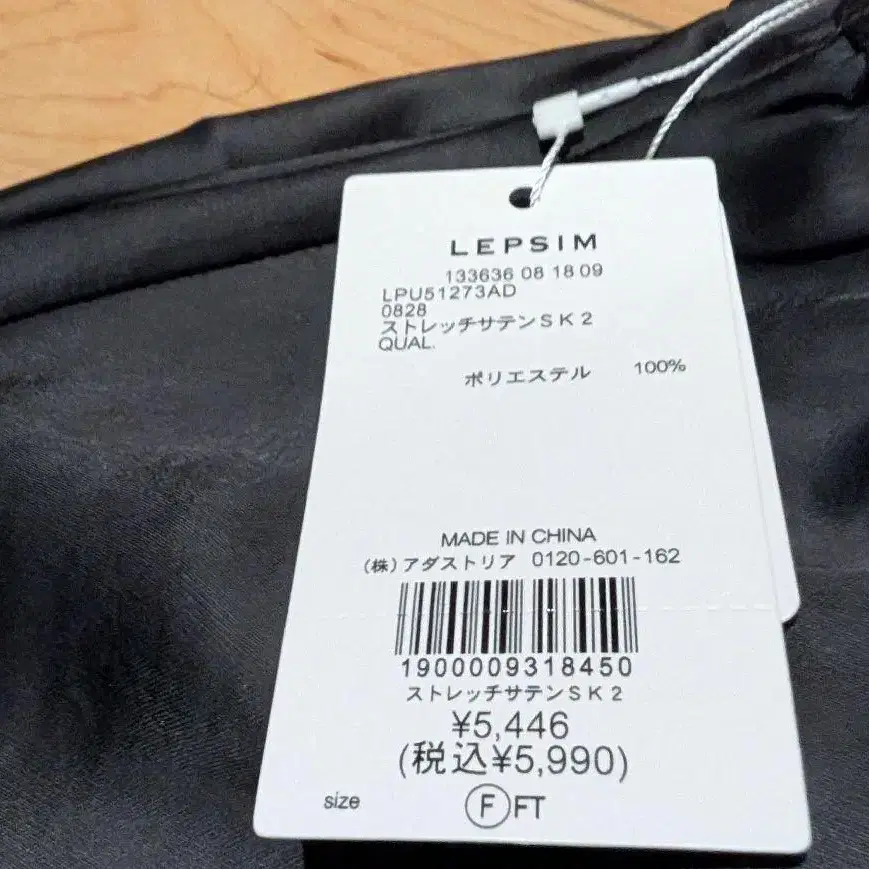 LEPSIM
133636 08 18 09
LPU51273AD
0828
ストレッチサテンSK2
QUAL.
ポリエステル 100%
MADE IN CHINA
(株)アダストリア 0120-601-162
1900009318450
ストレッチサテンSK2
¥5,446
(税込¥5,990)
size F FT